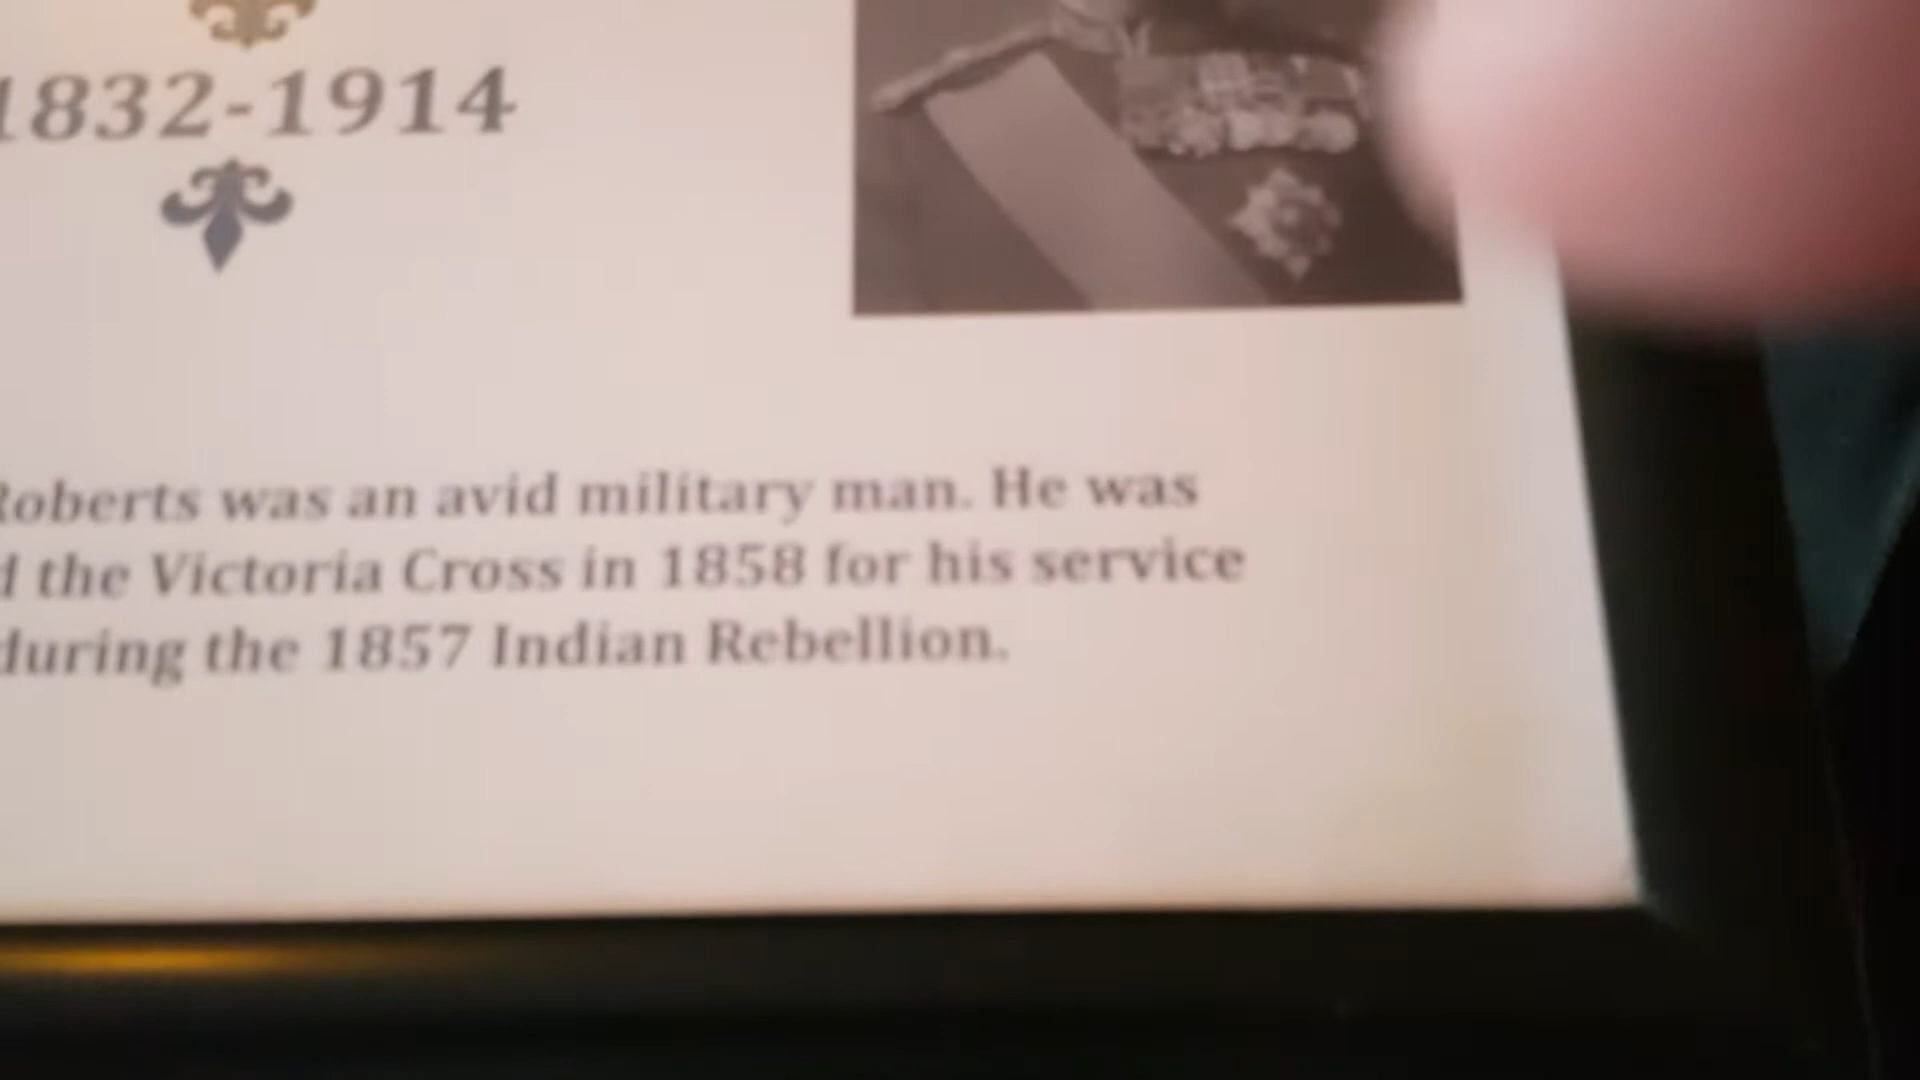 1832-1914
Roberts was an avid military man. He was
d the Victoria Cross in 1858 for his service
during the 1857 Indian Rebellion.